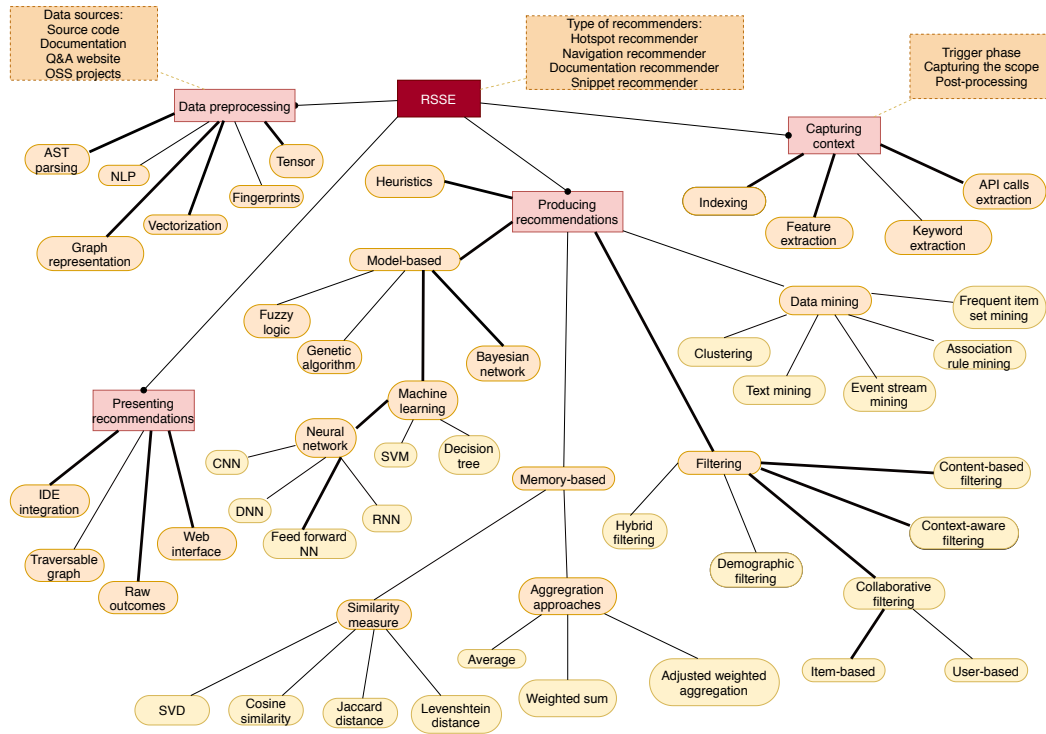 Data sources:
Source code
Documentation
Q&A website
OSS projects
Type of recommenders:
Hotspot recommender
Navigation recommender
Documentation recommender
Snippet recommender
Trigger phase
Capturing the scope
Post-processing
RSSE
Data preprocessing
Capturing
context
AST
parsing
NLP
Tensor
Fingerprints
Vectorization
Graph
representation
Heuristics
Producing
recommendations
Indexing
API calls
extraction
Feature
extraction
Keyword
extraction
Model-based
Fuzzy
logic
Genetic
algorithm
Bayesian
network
Data mining
Frequent item
set mining
Clustering
Association
rule mining
Text mining
Event stream
mining
Presenting
recommendations
Machine
learning
Neural
network
SVM
Decision
tree
CNN
DNN
RNN
Feed forward
NN
IDE
integration
Web
interface
Traversable
graph
Raw
outcomes
Memory-based
Filtering
Content-based
filtering
Hybrid
filtering
Context-aware
filtering
Demographic
filtering
Collaborative
filtering
Similarity
measure
Aggregration
approaches
Average
Item-based
User-based
Adjusted weighted
aggregation
SVD
Cosine
similarity
Jaccard
distance
Levenshtein
distance
Weighted sum